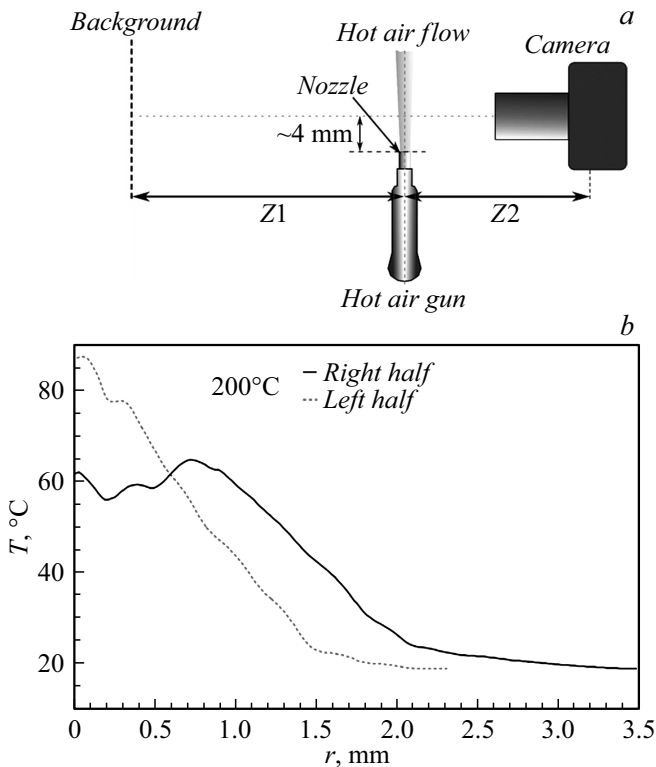 a
Background
Hot air flow
Camera
Nozzle
~4 mm
Z1
Z2
Hot air gun
b
200°C
Right half
Left half
T, °C
80
60
40
20
0
0.5
1.0
1.5
2.0
2.5
3.0
3.5
r, mm